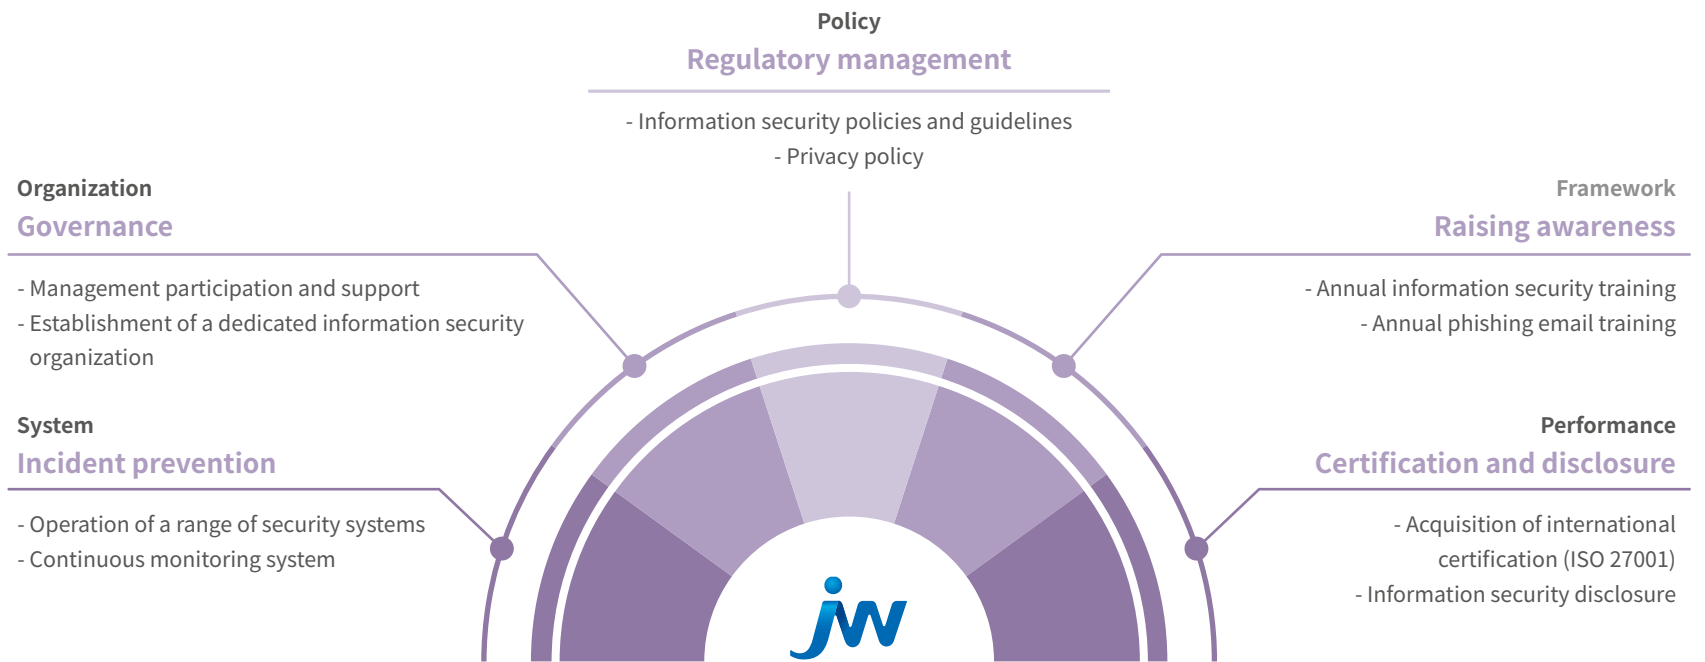 Policy
Regulatory management
- Information security policies and guidelines
- Privacy policy
Organization
Governance
- Management participation and support
- Establishment of a dedicated information security
organization
System
Incident prevention
- Operation of a range of security systems
- Continuous monitoring system
Framework
Raising awareness
- Annual information security training
- Annual phishing email training
Performance
Certification and disclosure
- Acquisition of international
certification (ISO 27001)
- Information security disclosure
jw